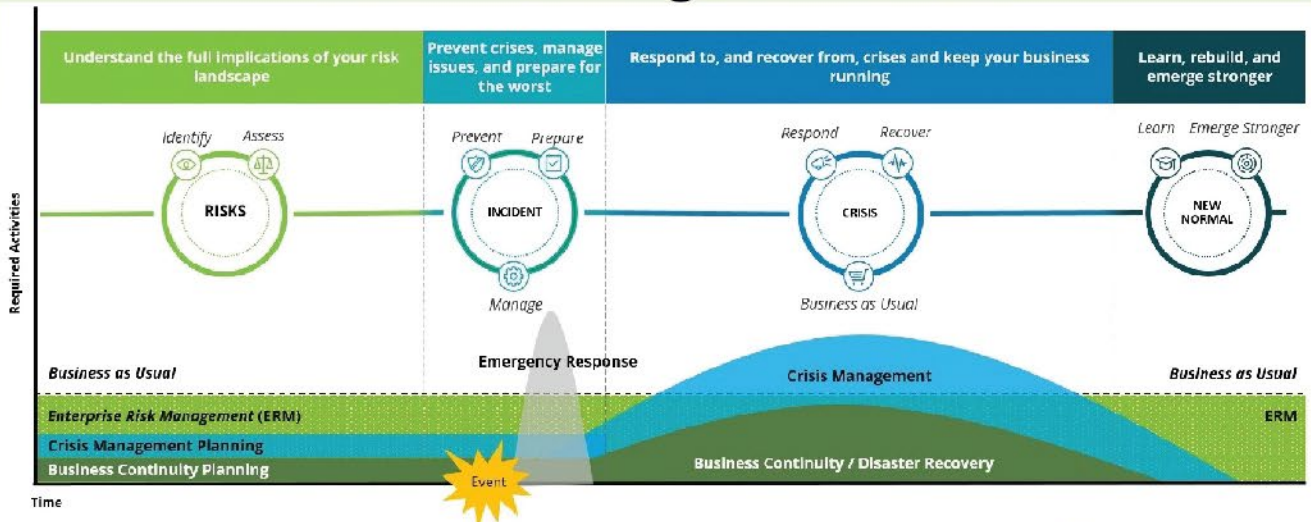 Understand the full implications of your risk
landscape
Prevent crises, manage
issues, and prepare for
the worst
Respond to, and recover from, crises and keep your business
running
Learn, rebuild, and
emerge stronger
Identify
Assess
RISKS
Prevent
Prepare
INCIDENT
Manage
Respond
Recover
CRISIS
Business as Usual
Learn
Emerge Stronger
NEW
NORMAL
Required Activities
Business as Usual
Emergency Response
Crisis Management
Business as Usual
Enterprise Risk Management (ERM)
ERM
Crisis Management Planning
Business Continuity Planning
Event
Business Continuity / Disaster Recovery
Time